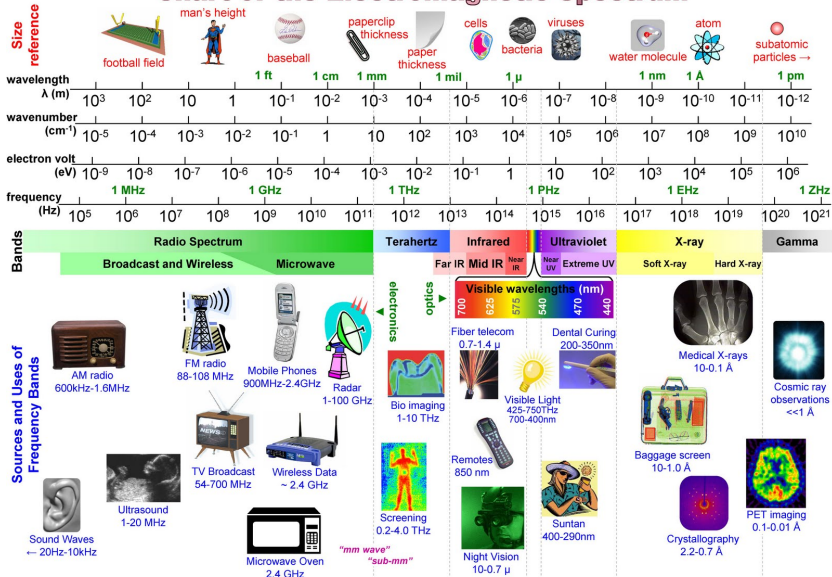 Chart of the Electromagnetic Spectrum
Size reference
football field
man's height
baseball
paperclip thickness
paper thickness
cells
bacteria
viruses
water molecule
atom
subatomic particles →
wavelength λ (m)
1 ft 1 cm 1 mm 1 mil 1 µ 1 nm 1 Å 1 pm
10³ 10² 10 1 10⁻¹ 10⁻² 10⁻³ 10⁻⁴ 10⁻⁵ 10⁻⁶ 10⁻⁷ 10⁻⁸ 10⁻⁹ 10⁻¹⁰ 10⁻¹¹ 10⁻¹²
wavenumber (cm⁻¹)
10⁻⁵ 10⁻⁴ 10⁻³ 10⁻² 10⁻¹ 1 10 10² 10³ 10⁴ 10⁵ 10⁶ 10⁷ 10⁸ 10⁹ 10¹⁰
electron volt (eV)
10⁻⁹ 10⁻⁸ 10⁻⁷ 10⁻⁶ 10⁻⁵ 10⁻⁴ 10⁻³ 10⁻² 10⁻¹ 1 10 10² 10³ 10⁴ 10⁵ 10⁶
frequency (Hz)
1 MHz 1 GHz 1 THz 1 PHz 1 EHz 1 ZHz
10⁵ 10⁶ 10⁷ 10⁸ 10⁹ 10¹⁰ 10¹¹ 10¹² 10¹³ 10¹⁴ 10¹⁵ 10¹⁶ 10¹⁷ 10¹⁸ 10¹⁹ 10²⁰ 10²¹
Bands
Radio Spectrum Terahertz Infrared Ultraviolet X-ray Gamma
Broadcast and Wireless Microwave Far IR Mid IR Near IR Near UV Extreme UV Soft X-ray Hard X-ray
electronics
optics
Visible wavelengths (nm)
700 625 575 540 470 440
Sources and Uses of Frequency Bands
AM radio
600kHz-1.6MHz
FM radio
88-108 MHz
Mobile Phones
900MHz-2.4GHz
Radar
1-100 GHz
Bio imaging
1-10 THz
Fiber telecom
0.7-1.4 µ
Visible Light
425-750THz
700-400nm
Dental Curing
200-350nm
Medical X-rays
10-0.1 Å
Cosmic ray
observations
<<1 Å
NEWS
TV Broadcast
54-700 MHz
Wireless Data
~ 2.4 GHz
Remotes
850 nm
Baggage screen
10-1.0 Å
Sound Waves
← 20Hz-10kHz
Ultrasound
1-20 MHz
Microwave Oven
2.4 GHz
Screening
0.2-4.0 THz
"mm wave"
"sub-mm"
Night Vision
10-0.7 µ
Suntan
400-290nm
Crystallography
2.2-0.7 Å
PET imaging
0.1-0.01 Å